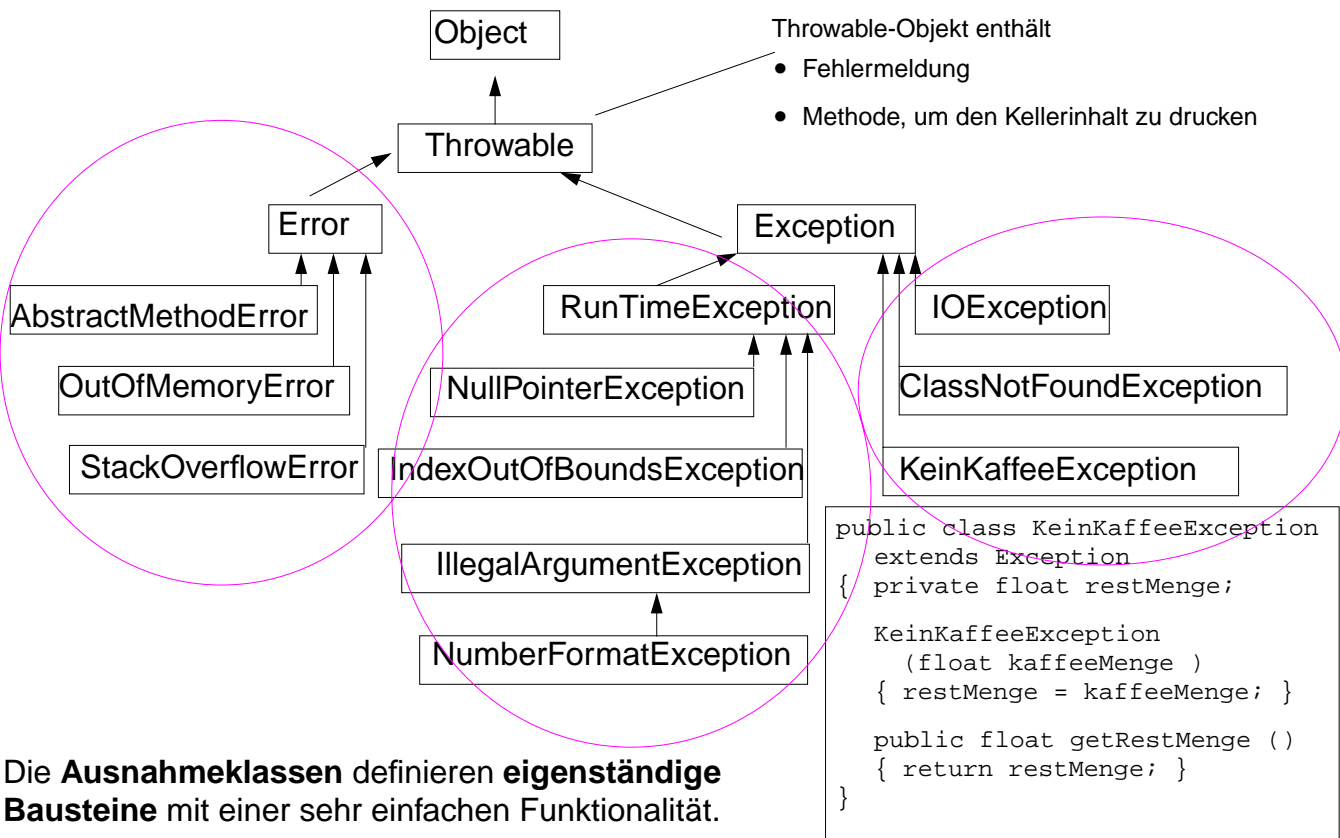 Object
Throwable-Objekt enthält
• Fehlermeldung
• Methode, um den Kellerinhalt zu drucken
Throwable
Error
Exception
AbstractMethodError
RunTimeException
IOException
OutOfMemoryError
NullPointerException
ClassNotFoundException
StackOverflowError
IndexOutOfBoundsException
KeinKaffeeException
IllegalArgumentException
NumberFormatException
public class KeinKaffeeException
extends Exception
{ private float restMenge;
KeinKaffeeException
(float kaffeeMenge )
{ restMenge = kaffeeMenge; }
public float getRestMenge ()
{ return restMenge; }
}
Die Ausnahmeklassen definieren eigenständige
Bausteine mit einer sehr einfachen Funktionalität.